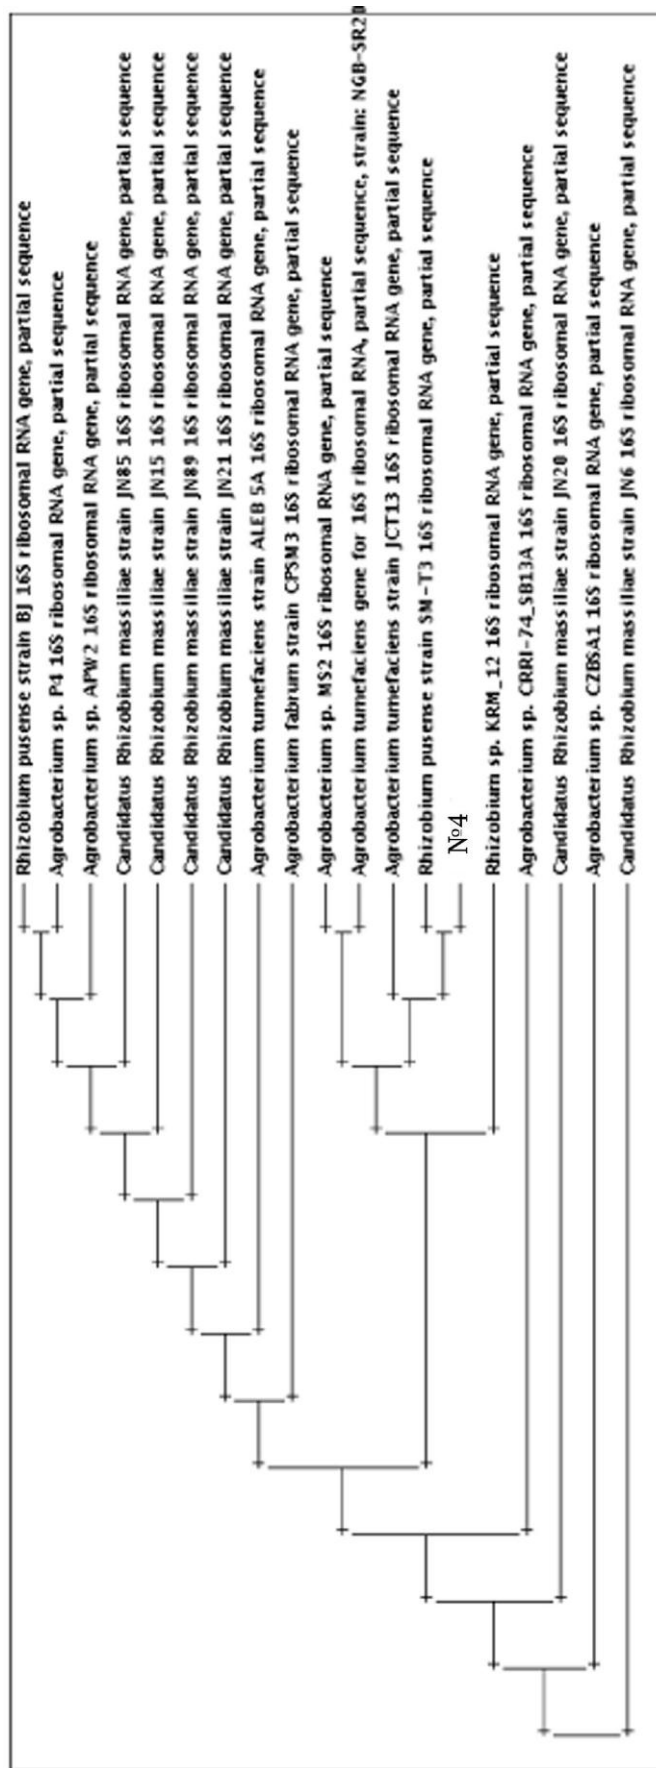 Rhizobium pusense strain BJ 16S ribosomal RNA gene, partial sequence
Agrobacterium sp. P4 16S ribosomal RNA gene, partial sequence
Agrobacterium sp. APW2 16S ribosomal RNA gene, partial sequence
Candidatus Rhizobium massiliae strain JN85 16S ribosomal RNA gene, partial sequence
Candidatus Rhizobium massiliae strain JN15 16S ribosomal RNA gene, partial sequence
Candidatus Rhizobium massiliae strain JN89 16S ribosomal RNA gene, partial sequence
Candidatus Rhizobium massiliae strain JN21 16S ribosomal RNA gene, partial sequence
Agrobacterium tumefaciens strain ALEB 5A 16S ribosomal RNA gene, partial sequence
Agrobacterium fabrum strain CPSM3 16S ribosomal RNA gene, partial sequence
Agrobacterium sp. MS2 16S ribosomal RNA gene, partial sequence
Agrobacterium tumefaciens gene for 16S ribosomal RNA, partial sequence, strain: NGB-SR2
Agrobacterium tumefaciens strain JCT13 16S ribosomal RNA gene, partial sequence
Rhizobium pusense strain SM-T3 16S ribosomal RNA gene, partial sequence
№4
Rhizobium sp. KRM_12 16S ribosomal RNA gene, partial sequence
Agrobacterium sp. CRRI-74_SB13A 16S ribosomal RNA gene, partial sequence
Candidatus Rhizobium massiliae strain JN20 16S ribosomal RNA gene, partial sequence
Agrobacterium sp. CZBSA1 16S ribosomal RNA gene, partial sequence
Candidatus Rhizobium massiliae strain JN6 16S ribosomal RNA gene, partial sequence